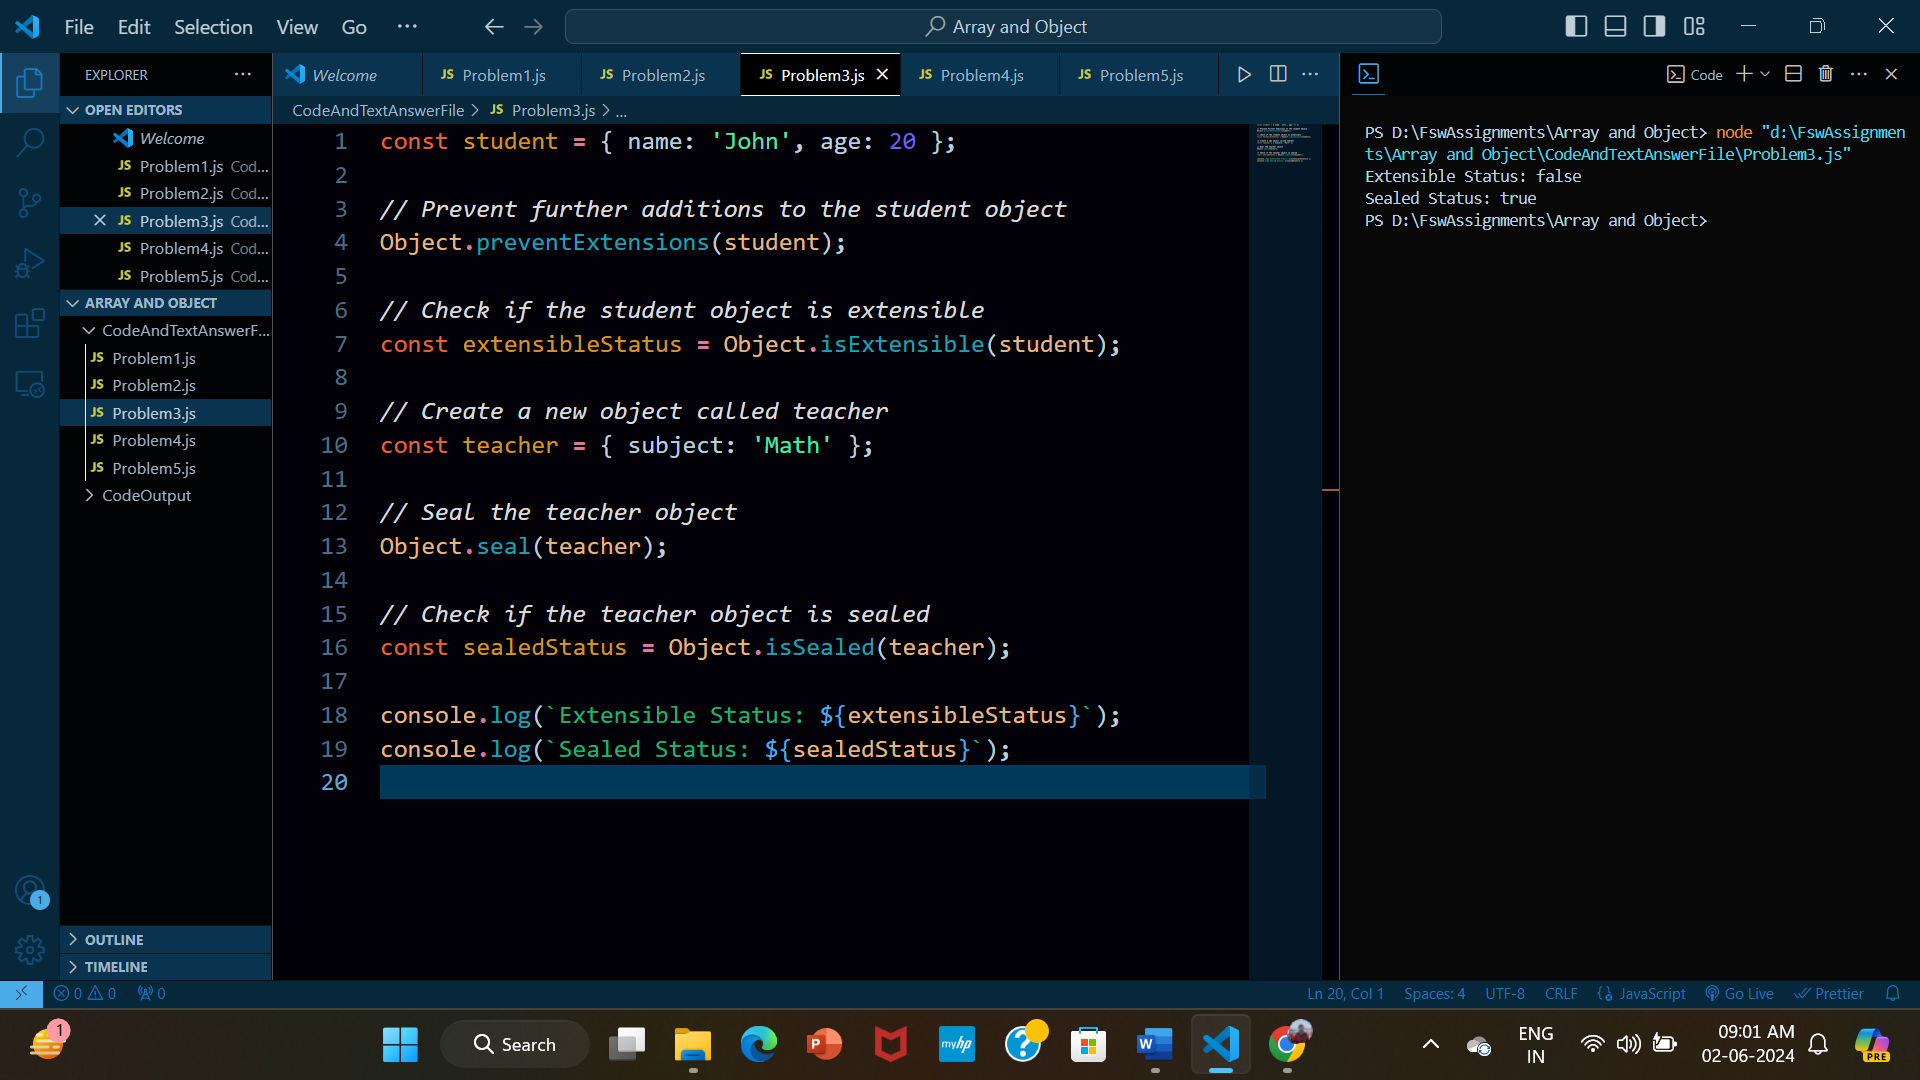 File Edit Selection View Go ···
Array and Object
EXPLORER ···
OPEN EDITORS
Welcome
JS Problem1.js Cod...
JS Problem2.js Cod...
JS Problem3.js Cod...
JS Problem4.js Cod...
JS Problem5.js Cod...
ARRAY AND OBJECT
CodeAndTextAnswerF...
JS Problem1.js
JS Problem2.js
JS Problem3.js
JS Problem4.js
JS Problem5.js
CodeOutput
OUTLINE
TIMELINE
Welcome JS Problem1.js JS Problem2.js JS Problem3.js JS Problem4.js JS Problem5.js ···
CodeAndTextAnswerFile > JS Problem3.js > ...
1 const student = { name: 'John', age: 20 };
2
3 // Prevent further additions to the student object
4 Object.preventExtensions(student);
5
6 // Check if the student object is extensible
7 const extensibleStatus = Object.isExtensible(student);
8
9 // Create a new object called teacher
10 const teacher = { subject: 'Math' };
11
12 // Seal the teacher object
13 Object.seal(teacher);
14
15 // Check if the teacher object is sealed
16 const sealedStatus = Object.isSealed(teacher);
17
18 console.log(`Extensible Status: ${extensibleStatus}`);
19 console.log(`Sealed Status: ${sealedStatus}`);
20
Code ···
PS D:\FswAssignments\Array and Object> node "d:\FswAssignmen
ts\Array and Object\CodeAndTextAnswerFile\Problem3.js"
Extensible Status: false
Sealed Status: true
PS D:\FswAssignments\Array and Object>
1
0 0 0 Ln 20, Col 1 Spaces: 4 UTF-8 CRLF {} JavaScript Go Live Prettier
1 Search P myhp ? W ENG IN 09:01 AM 02-06-2024 PRE